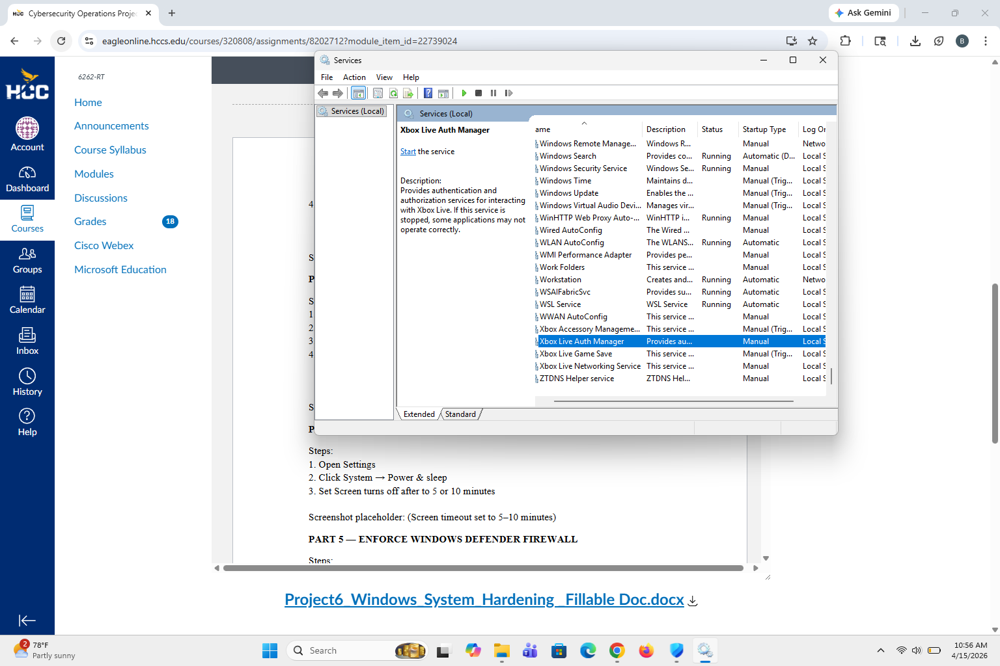 Cybersecurity Operations Proje
Ask Gemini
eagleonline.hccs.edu/courses/320808/assignments/8202712?module_item_id=22739024
B
HCC
Account
Dashboard
Courses
Groups
Calendar
Inbox
History
Help
6262-RT
Home
Announcements
Course Syllabus
Modules
Discussions
Grades 18
Cisco Webex
Microsoft Education
4
S
P
S
1
2
3
4
S
P
Steps:
1. Open Settings
2. Click System → Power & sleep
3. Set Screen turns off after to 5 or 10 minutes
Screenshot placeholder: (Screen timeout set to 5–10 minutes)
PART 5 — ENFORCE WINDOWS DEFENDER FIREWALL
Steps:
Project6_Windows_System_Hardening _Fillable Doc.docx
Services
File Action View Help
Services (Local)
Services (Local)
Xbox Live Auth Manager
Start the service
Description:
Provides authentication and
authorization services for interacting
with Xbox Live. If this service is
stopped, some applications may not
operate correctly.
ame Description Status Startup Type Log Or
Windows Remote Manage... Windows R... Manual Netwo
Windows Search Provides co... Running Automatic (D... Local S
Windows Security Service Windows Se... Running Manual Local S
Windows Time Maintains d... Manual (Trig... Local S
Windows Update Enables the ... Manual (Trig... Local S
Windows Virtual Audio Devi... Manages vir... Manual (Trig... Local S
WinHTTP Web Proxy Auto-... WinHTTP i... Running Manual Local S
Wired AutoConfig The Wired ... Manual Local S
WLAN AutoConfig The WLANS... Running Automatic Local S
WMI Performance Adapter Provides pe... Manual Local S
Work Folders This service ... Manual Local S
Workstation Creates and... Running Automatic Netwo
WSAIFabricSvc Provides su... Running Automatic Local S
WSL Service WSL Service Running Automatic Local S
WWAN AutoConfig This service ... Manual Local S
Xbox Accessory Manageme... This service ... Manual (Trig... Local S
Xbox Live Auth Manager Provides au... Manual Local S
Xbox Live Game Save This service ... Manual (Trig... Local S
Xbox Live Networking Service This service ... Manual Local S
ZTDNS Helper service ZTDNS Hel... Manual Local S
Extended Standard
2
78°F
Partly sunny
Search
10:56 AM
4/15/2026